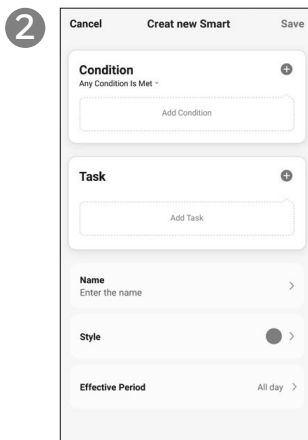 2
Cancel Creat new Smart Save
Condition
Any Condition Is Met
Add Condition
Task
Add Task
Name
Enter the name
Style
Effective Period All day